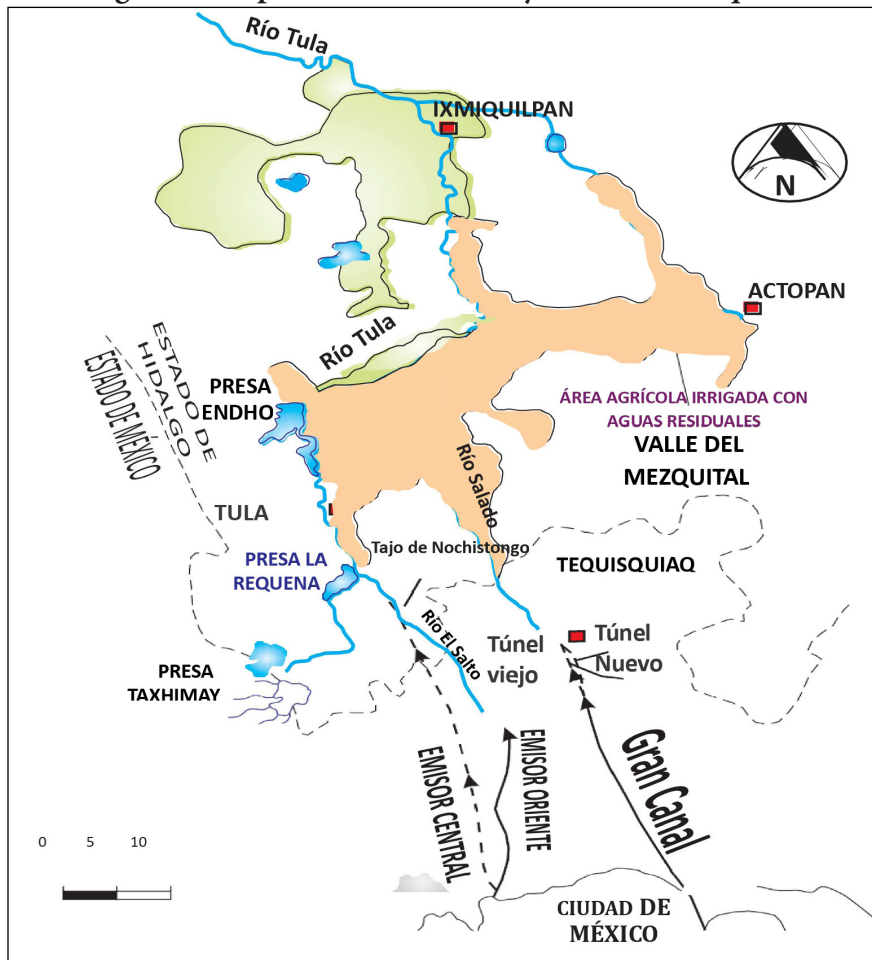 Río Tula
IXMIQUILPAN
N
ACTOPAN
Río Tula
ESTADO DE
HIDALGO
ESTADO DE MÉXICO
PRESA
ENDHO
ÁREA AGRÍCOLA IRRIGADA CON
AGUAS RESIDUALES
VALLE DEL
MEZQUITAL
Río Salado
TULA
Tajo de Nochistongo
PRESA LA
REQUENA
TEQUISQUIAQ
Río El Salto
Túnel
viejo
Túnel
Nuevo
PRESA
TAXHIMAY
EMISOR CENTRAL
EMISOR ORIENTE
Gran Canal
0 5 10
CIUDAD DE
MÉXICO